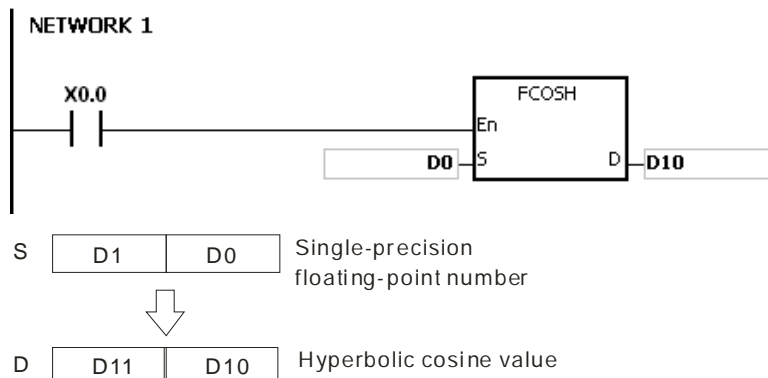 NETWORK 1
X0.0
FCOSH
En
D0 S D D10
S D1 D0 Single-precision
floating-point number
D D11 D10 Hyperbolic cosine value